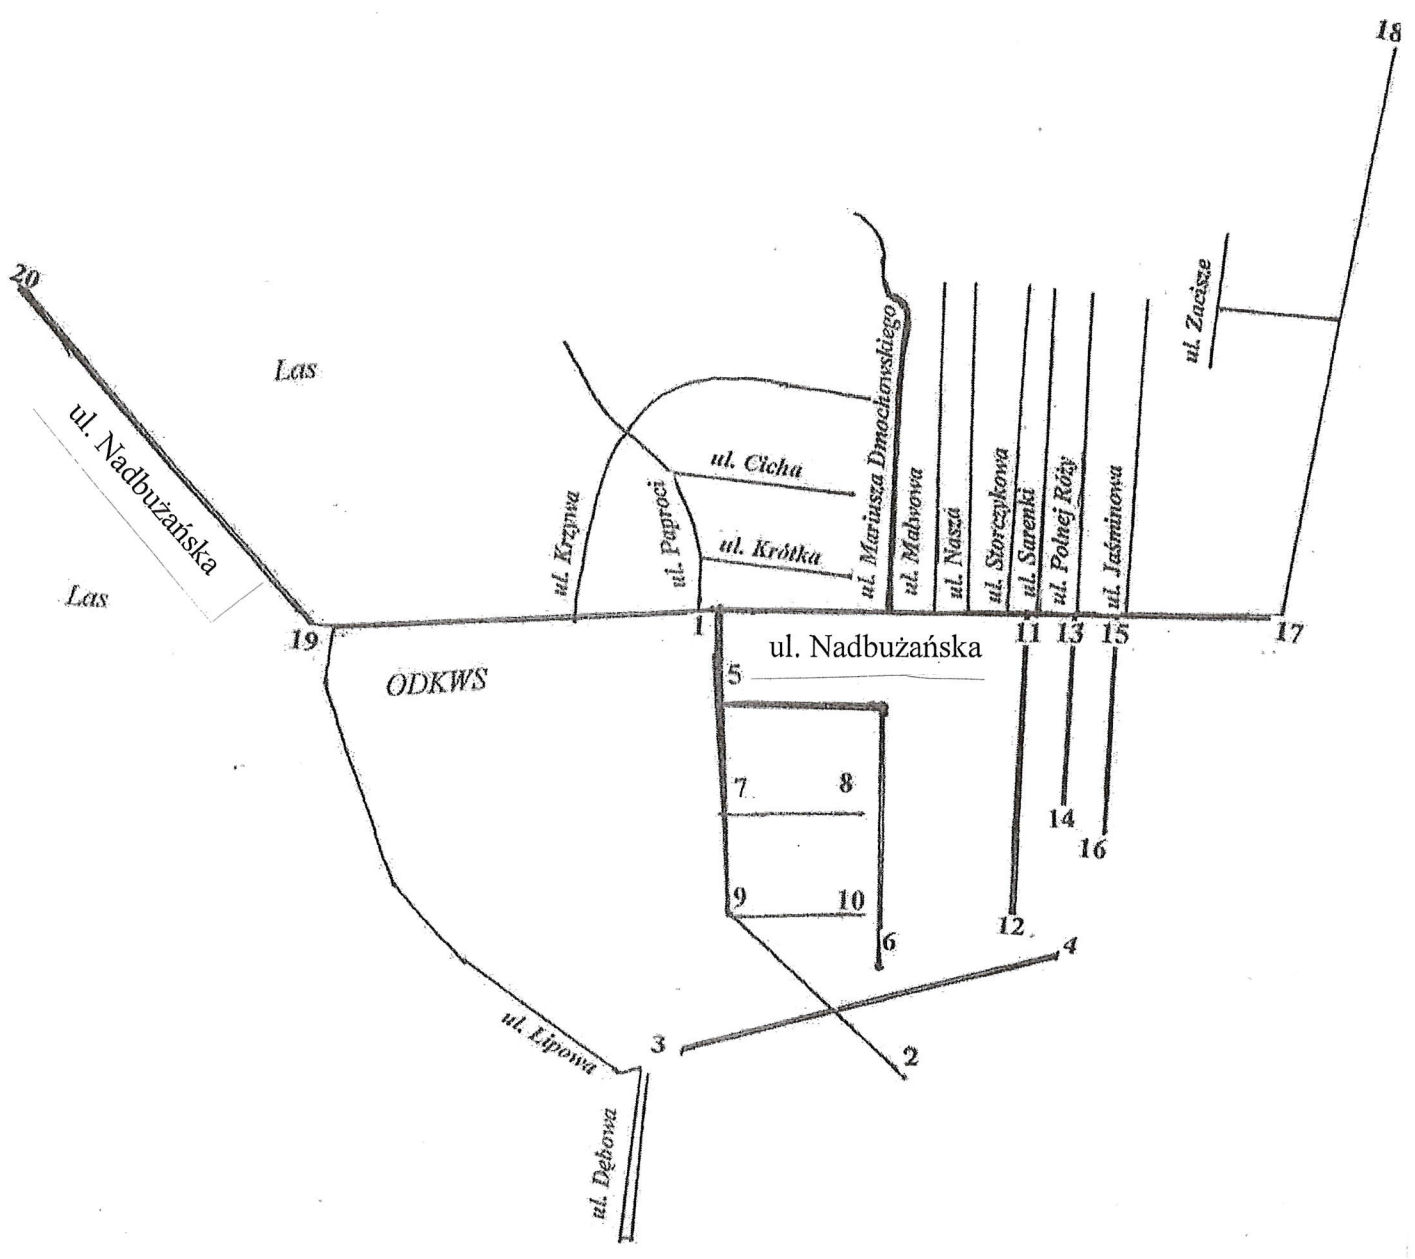 18
20
Las
ul. Zacisze
ul. Nadbużańska
ul. Cicha
ul. Krótka
ul. Krzywa
ul. Paproci
ul. Mariusza Dmochowskiego
ul. Malwowa
ul. Nasza
ul. Storczykowa
ul. Sarenki
ul. Polnej Róży
ul. Jaśminowa
Las
19
1
11
13
15
17
ul. Nadbużańska
ODKWS
5
7
8
14
16
9
10
12
6
4
3
2
ul. Lipowa
ul. Dębowa